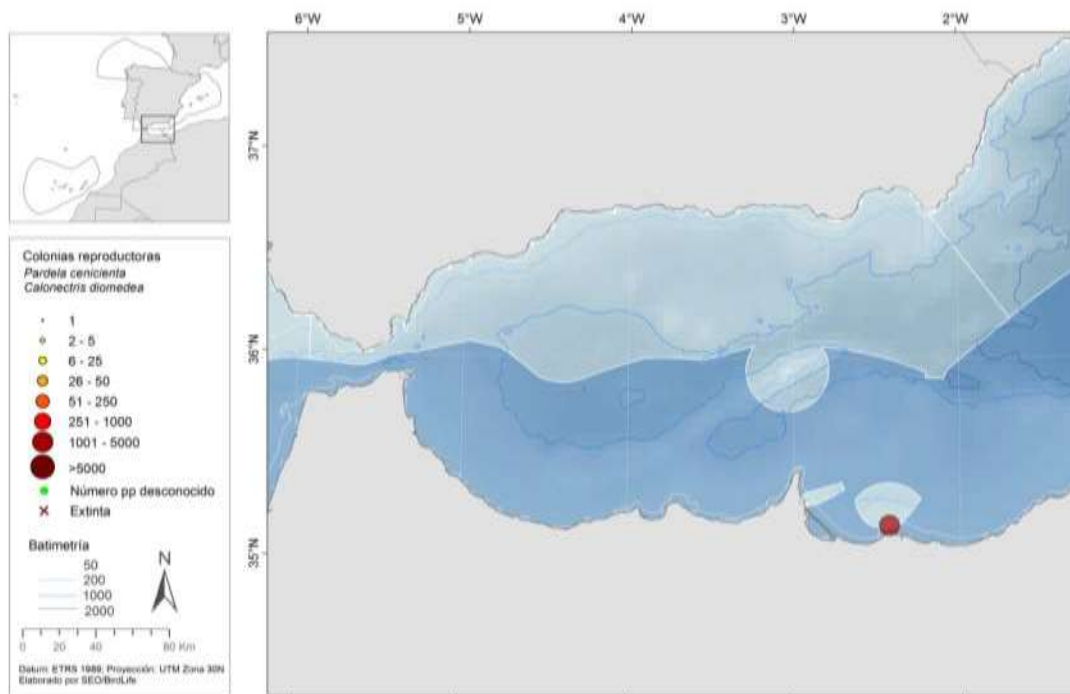 6°W 5°W 4°W 3°W 2°W
37°N
36°N
35°N
Colonias reproductoras
Pardela cenicienta
Calonectris diomedea
1
2 - 5
6 - 25
26 - 50
51 - 250
251 - 1000
1001 - 5000
>5000
Número pp desconocido
Extinta
Batimetría
50
200
1000
2000
N
0 20 40 80 Km
Datum: ETRS 1989; Proyección: UTM Zona 30N
Elaborado por SEO/BirdLife